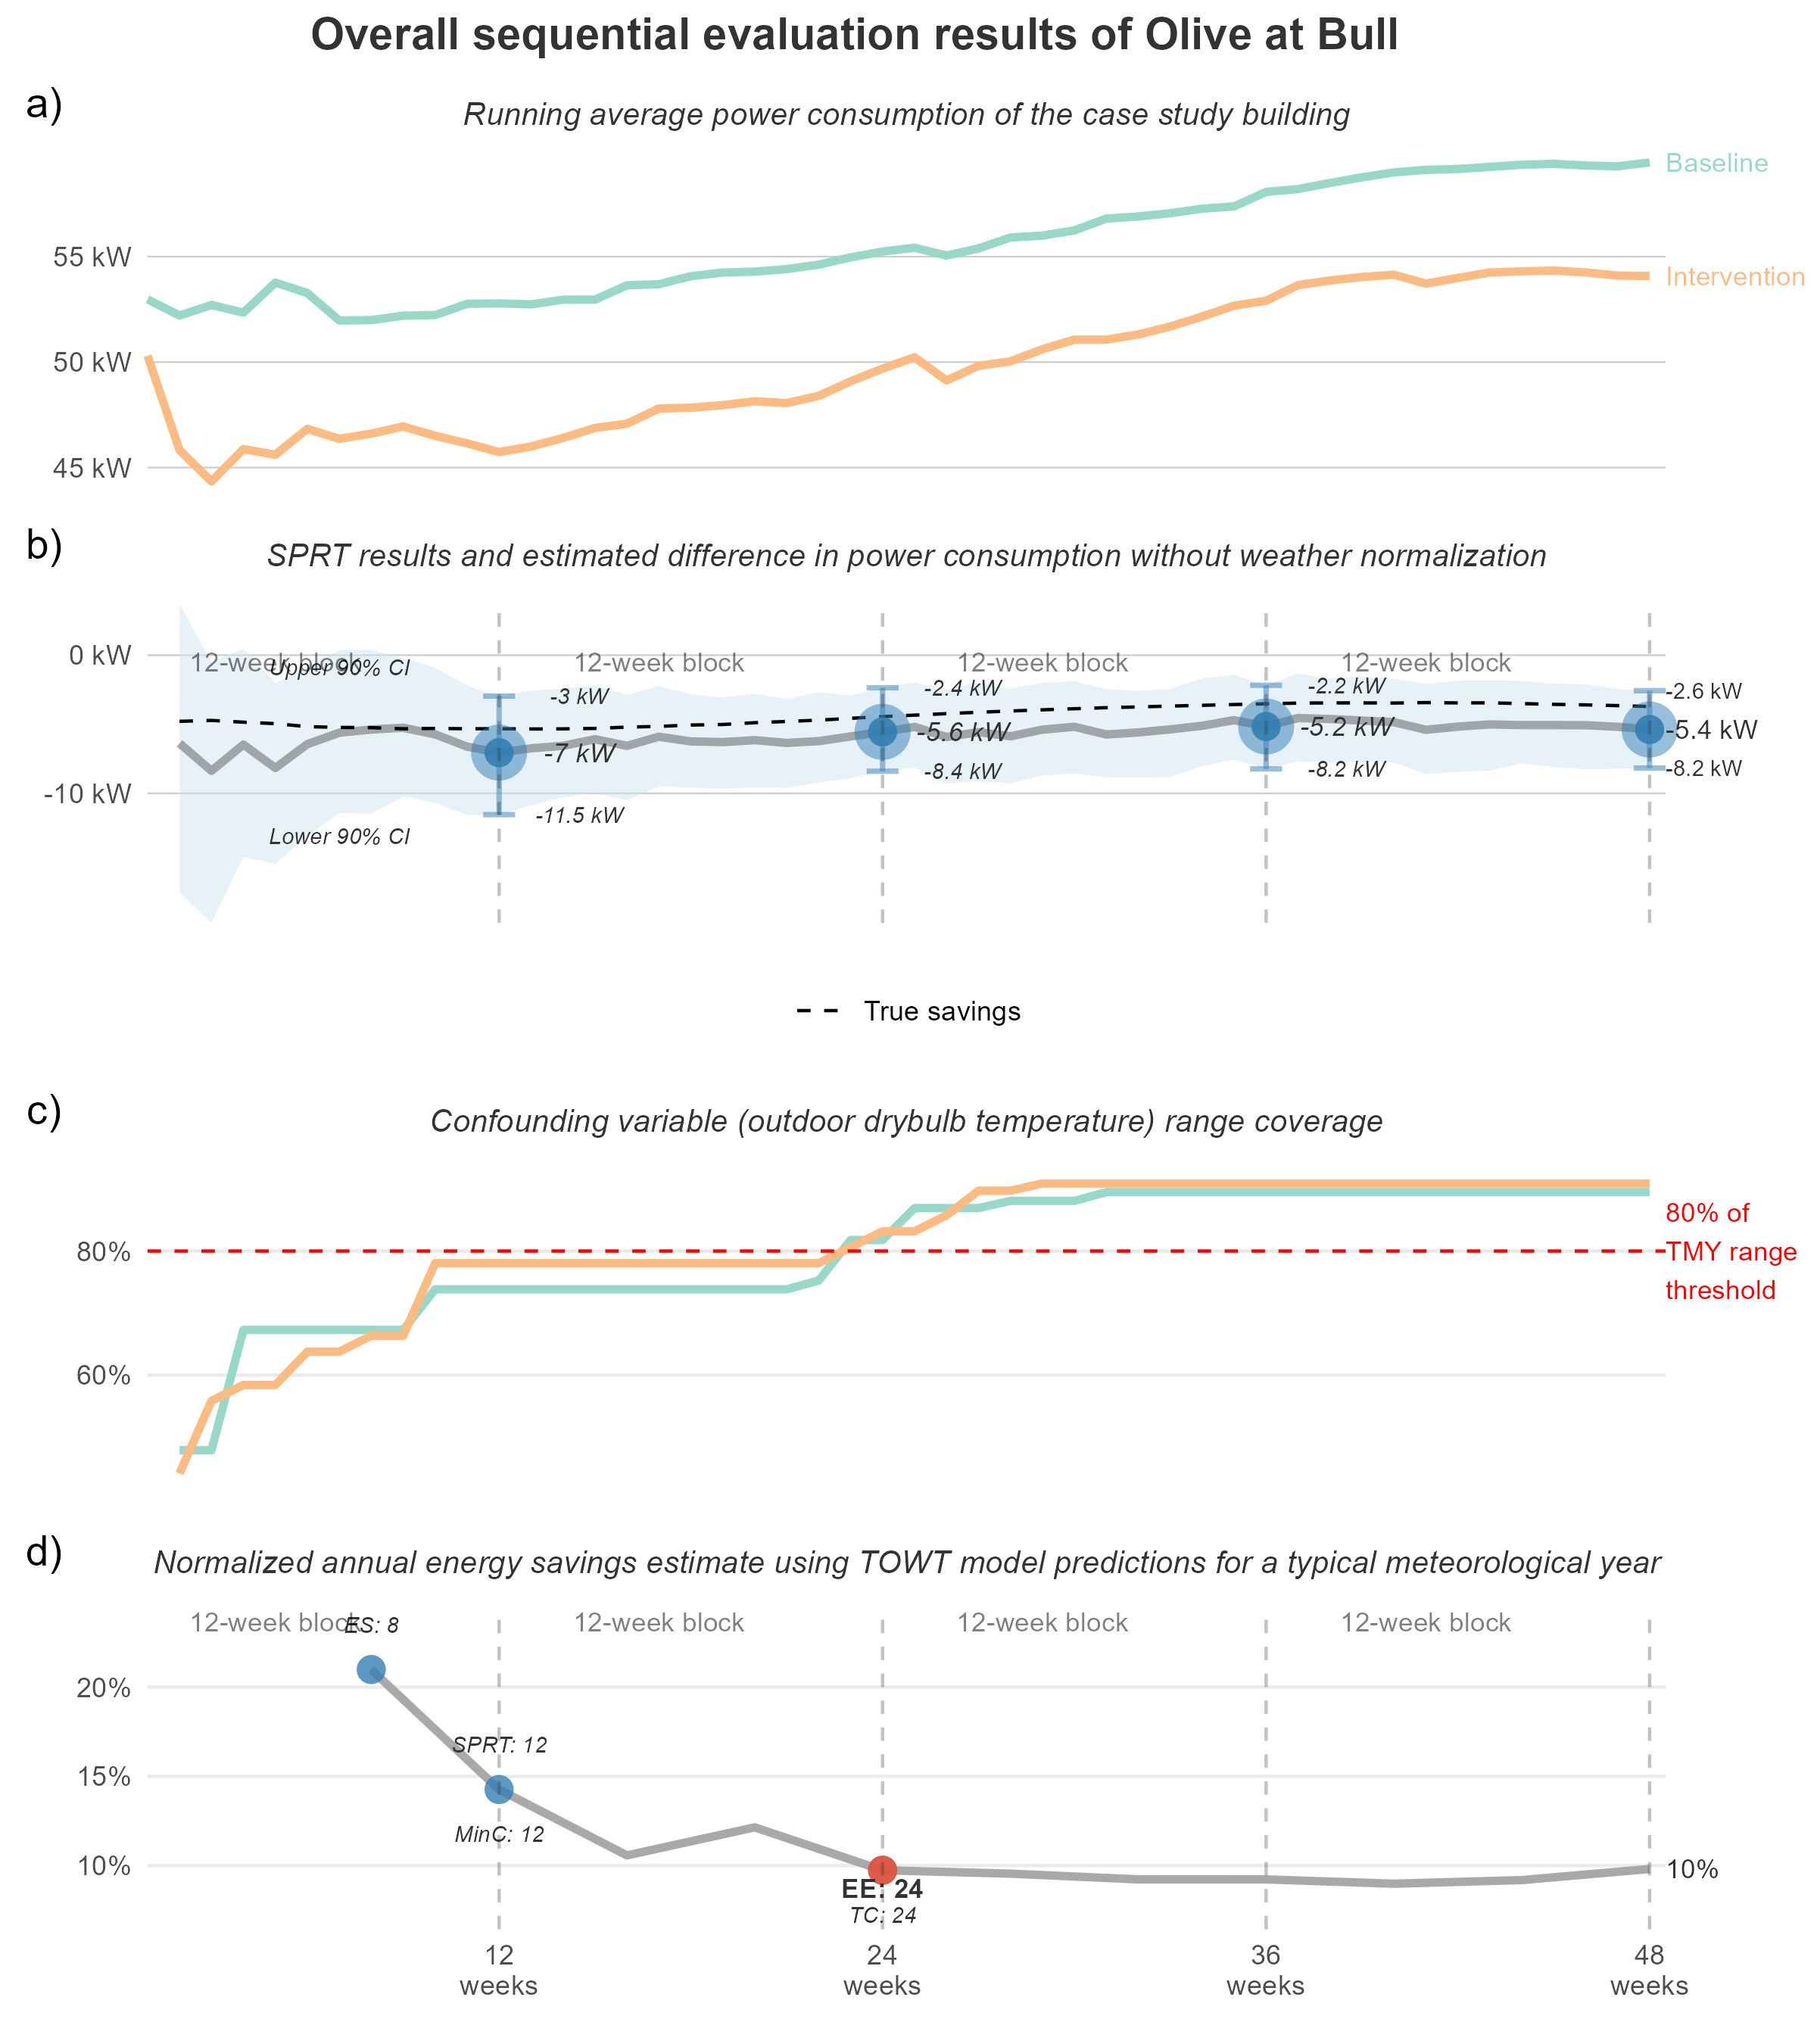 Overall sequential evaluation results of Olive at Bull
a)
Running average power consumption of the case study building
Baseline
55 kW
Intervention
50 kW
45 kW
b)
SPRT results and estimated difference in power consumption without weather normalization
0 kW
12-week block
12-week block
12-week block
12-week block
Upper 90% CI
-3 kW
-2.4 kW
-2.2 kW
-2.6 kW
-7 kW
-5.6 kW
-5.2 kW
-5.4 kW
-8.4 kW
-8.2 kW
-8.2 kW
-10 kW
-11.5 kW
Lower 90% CI
True savings
c)
Confounding variable (outdoor drybulb temperature) range coverage
80% of
TMY range
threshold
80%
60%
d)
Normalized annual energy savings estimate using TOWT model predictions for a typical meteorological year
12-week block
12-week block
12-week block
12-week block
ES: 8
20%
SPRT: 12
15%
MinC: 12
10%
10%
EE: 24
TC: 24
12
weeks
24
weeks
36
weeks
48
weeks